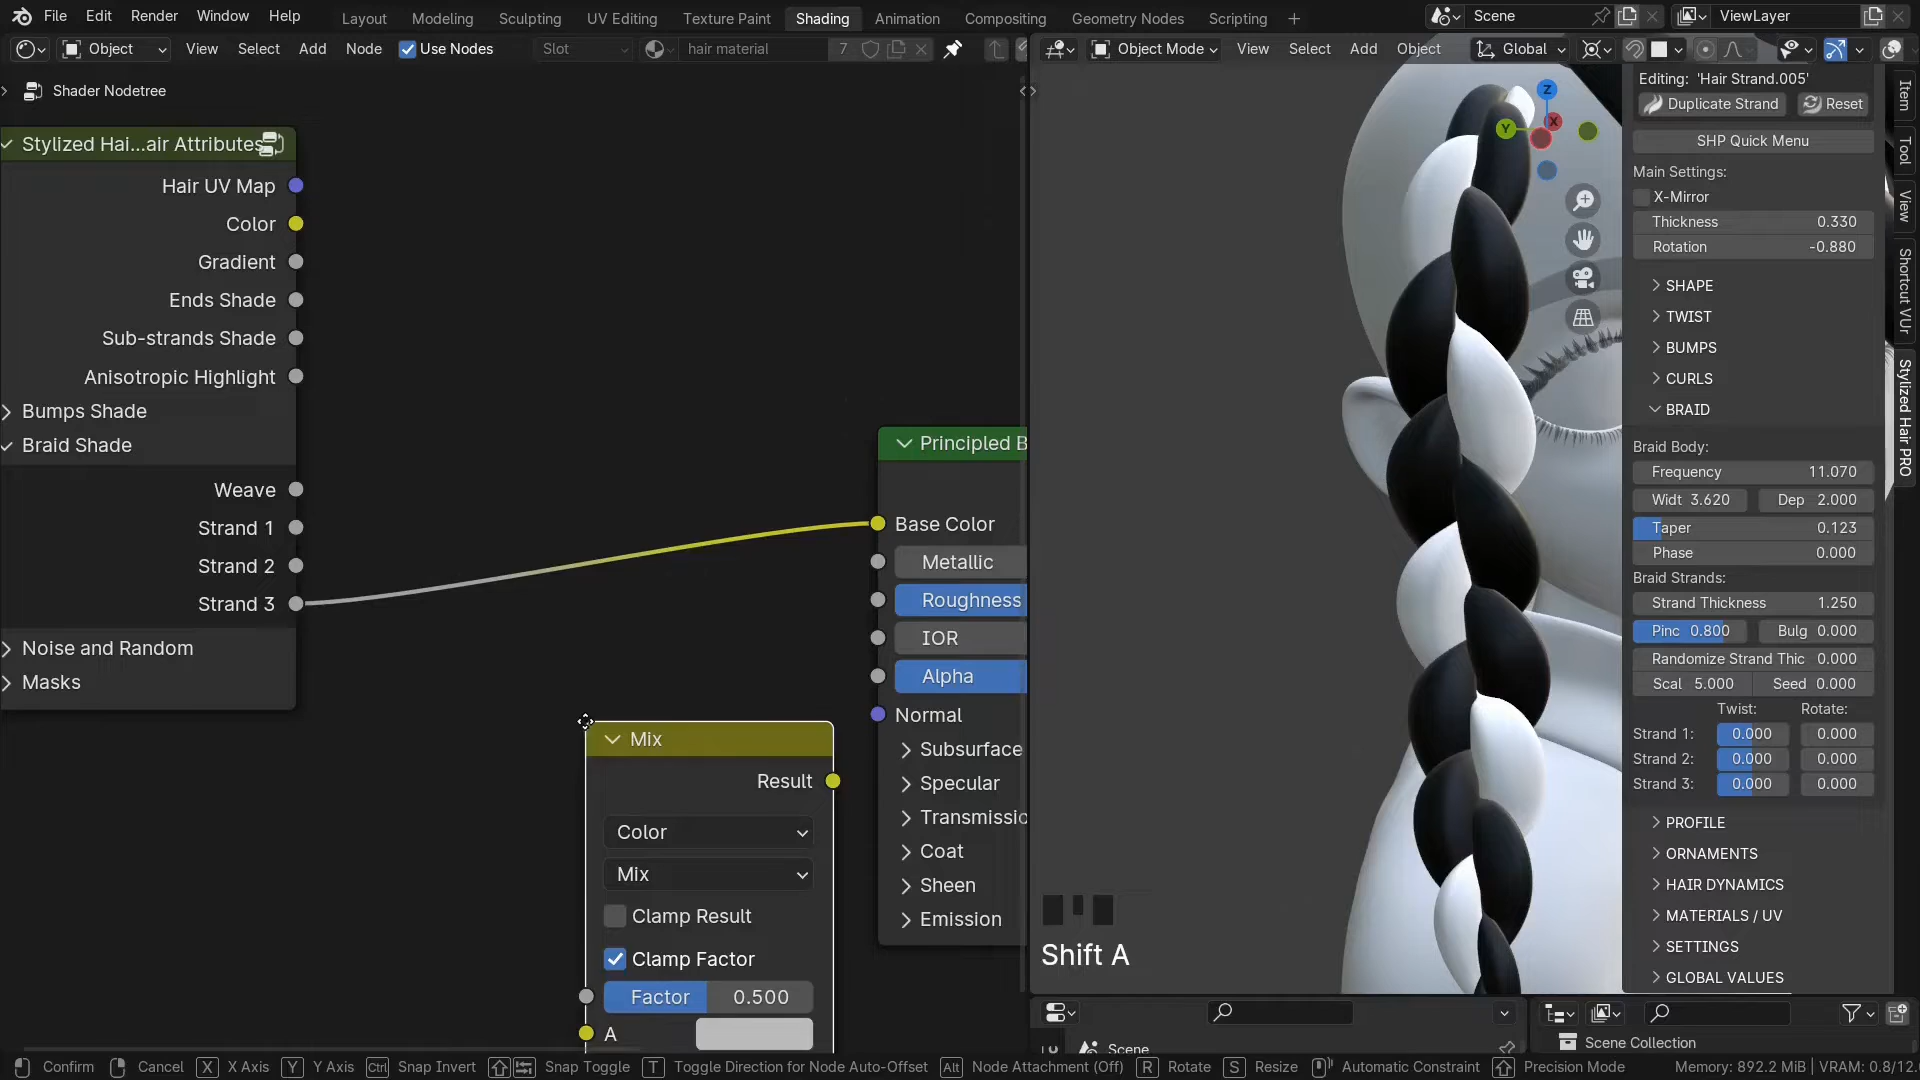 File Edit Render Window Help Layout Modeling Sculpting UV Editing Texture Paint Shading Animation Compositing Geometry Nodes Scripting + Scene ViewLayer
Object View Select Add Node Use Nodes Slot hair material 7
Object Mode View Select Add Object Global
Shader Nodetree
Stylized Hai...air Attributes
Hair UV Map
Color
Gradient
Ends Shade
Sub-strands Shade
Anisotropic Highlight
Bumps Shade
Braid Shade
Weave
Strand 1
Strand 2
Strand 3
Noise and Random
Masks
Mix
Result
Color
Mix
Clamp Result
Clamp Factor
Factor 0.500
A
Principled B
Base Color
Metallic
Roughness
IOR
Alpha
Normal
Subsurface
Specular
Transmissio
Coat
Sheen
Emission
Z
Y
X
Shift A
Editing: 'Hair Strand.005'
Duplicate Strand Reset
SHP Quick Menu
Main Settings:
X-Mirror
Thickness 0.330
Rotation -0.880
SHAPE
TWIST
BUMPS
CURLS
BRAID
Braid Body:
Frequency 11.070
Widt 3.620 Dep 2.000
Taper 0.123
Phase 0.000
Braid Strands:
Strand Thickness 1.250
Pinc 0.800 Bulg 0.000
Randomize Strand Thic 0.000
Scal 5.000 Seed 0.000
Twist: Rotate:
Strand 1: 0.000 0.000
Strand 2: 0.000 0.000
Strand 3: 0.000 0.000
PROFILE
ORNAMENTS
HAIR DYNAMICS
MATERIALS / UV
SETTINGS
GLOBAL VALUES
Item
Tool
View
Shortcut VUr
Stylized Hair PRO
Scene
Scene Collection
Confirm Cancel X X Axis Y Y Axis Ctrl Snap Invert Snap Toggle T Toggle Direction for Node Auto-Offset Alt Node Attachment (Off) R Rotate S Resize Automatic Constraint Precision Mode Memory: 892.2 MiB | VRAM: 0.8/12.